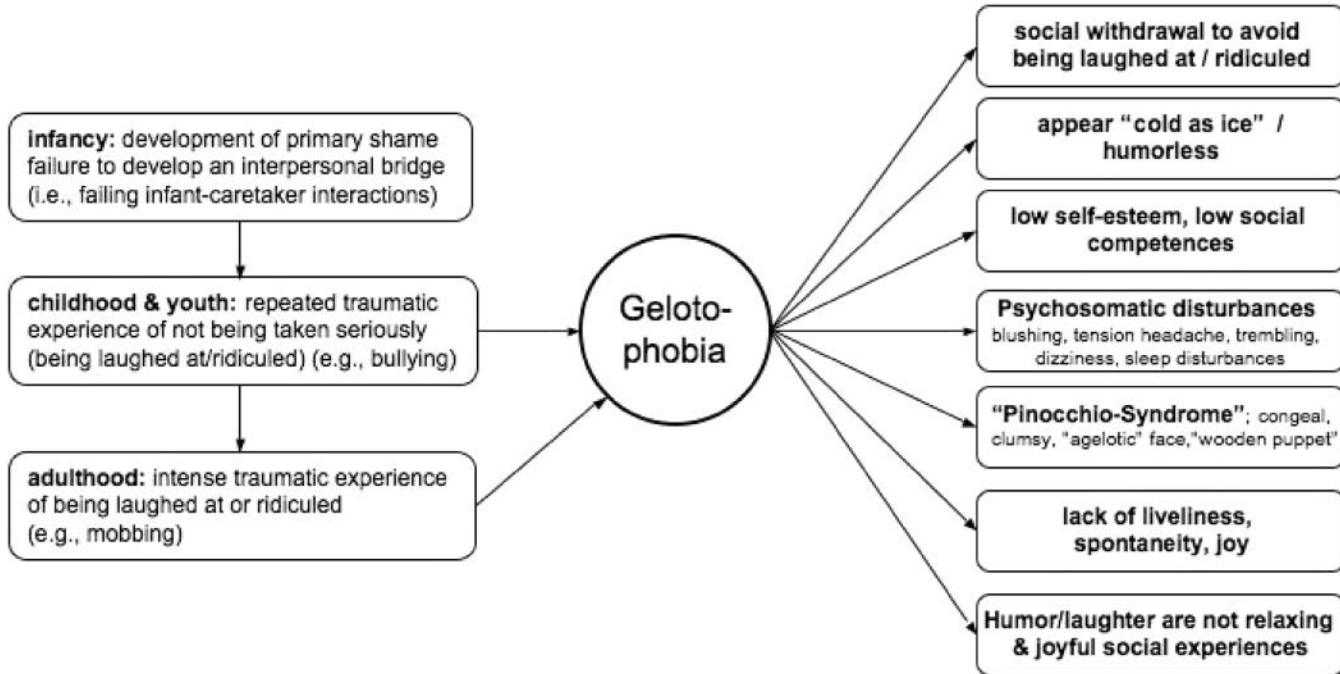 infancy: development of primary shame
failure to develop an interpersonal bridge
(i.e., failing infant-caretaker interactions)
childhood & youth: repeated traumatic
experience of not being taken seriously
(being laughed at/ridiculed) (e.g., bullying)
adulthood: intense traumatic experience
of being laughed at or ridiculed
(e.g., mobbing)
Geloto-
phobia
social withdrawal to avoid
being laughed at / ridiculed
appear “cold as ice” /
humorless
low self-esteem, low social
competences
Psychosomatic disturbances
blushing, tension headache, trembling,
dizziness, sleep disturbances
“Pinocchio-Syndrome”; congeal,
clumsy, “agelotic” face,“wooden puppet”
lack of liveliness,
spontaneity, joy
Humor/laughter are not relaxing
& joyful social experiences